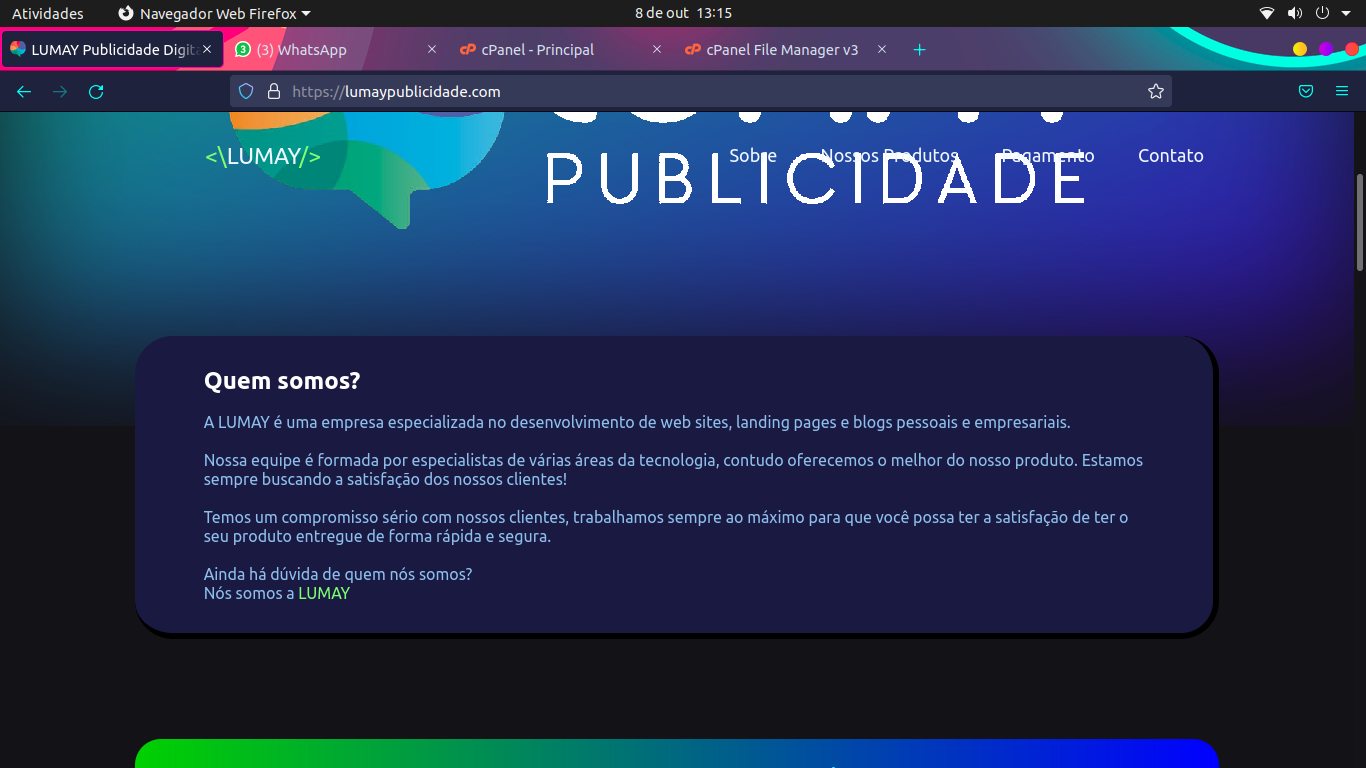 Atividades Navegador Web Firefox 8 de out 13:15
LUMAY Publicidade Digita (3) WhatsApp cPanel - Principal cPanel File Manager v3
https://lumaypublicidade.com
<\LUMAY/> Sobre Nossos Produtos Pagamento Contato
PUBLICIDADE
Quem somos?
A LUMAY é uma empresa especializada no desenvolvimento de web sites, landing pages e blogs pessoais e empresariais.
Nossa equipe é formada por especialistas de várias áreas da tecnologia, contudo oferecemos o melhor do nosso produto. Estamos
sempre buscando a satisfação dos nossos clientes!
Temos um compromisso sério com nossos clientes, trabalhamos sempre ao máximo para que você possa ter a satisfação de ter o
seu produto entregue de forma rápida e segura.
Ainda há dúvida de quem nós somos?
Nós somos a LUMAY